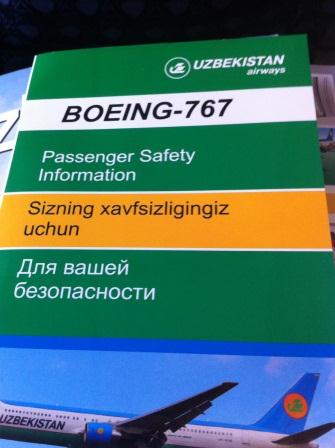 UZBEKISTAN
airways
BOEING-767
Passenger Safety
Information
Sizning xavfsizligingiz
uchun
Для вашей
безопасности
UZBEKISTAN